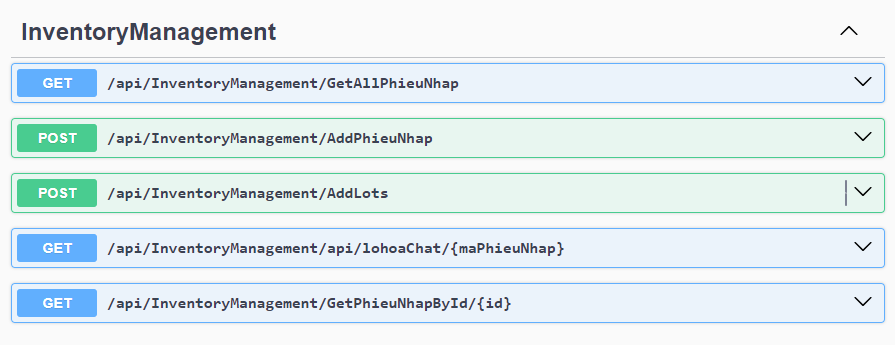 InventoryManagement
GET /api/InventoryManagement/GetAllPhieuNhap
POST /api/InventoryManagement/AddPhieuNhap
POST /api/InventoryManagement/AddLots
GET /api/InventoryManagement/api/lohoaChat/{maPhieuNhap}
GET /api/InventoryManagement/GetPhieuNhapById/{id}